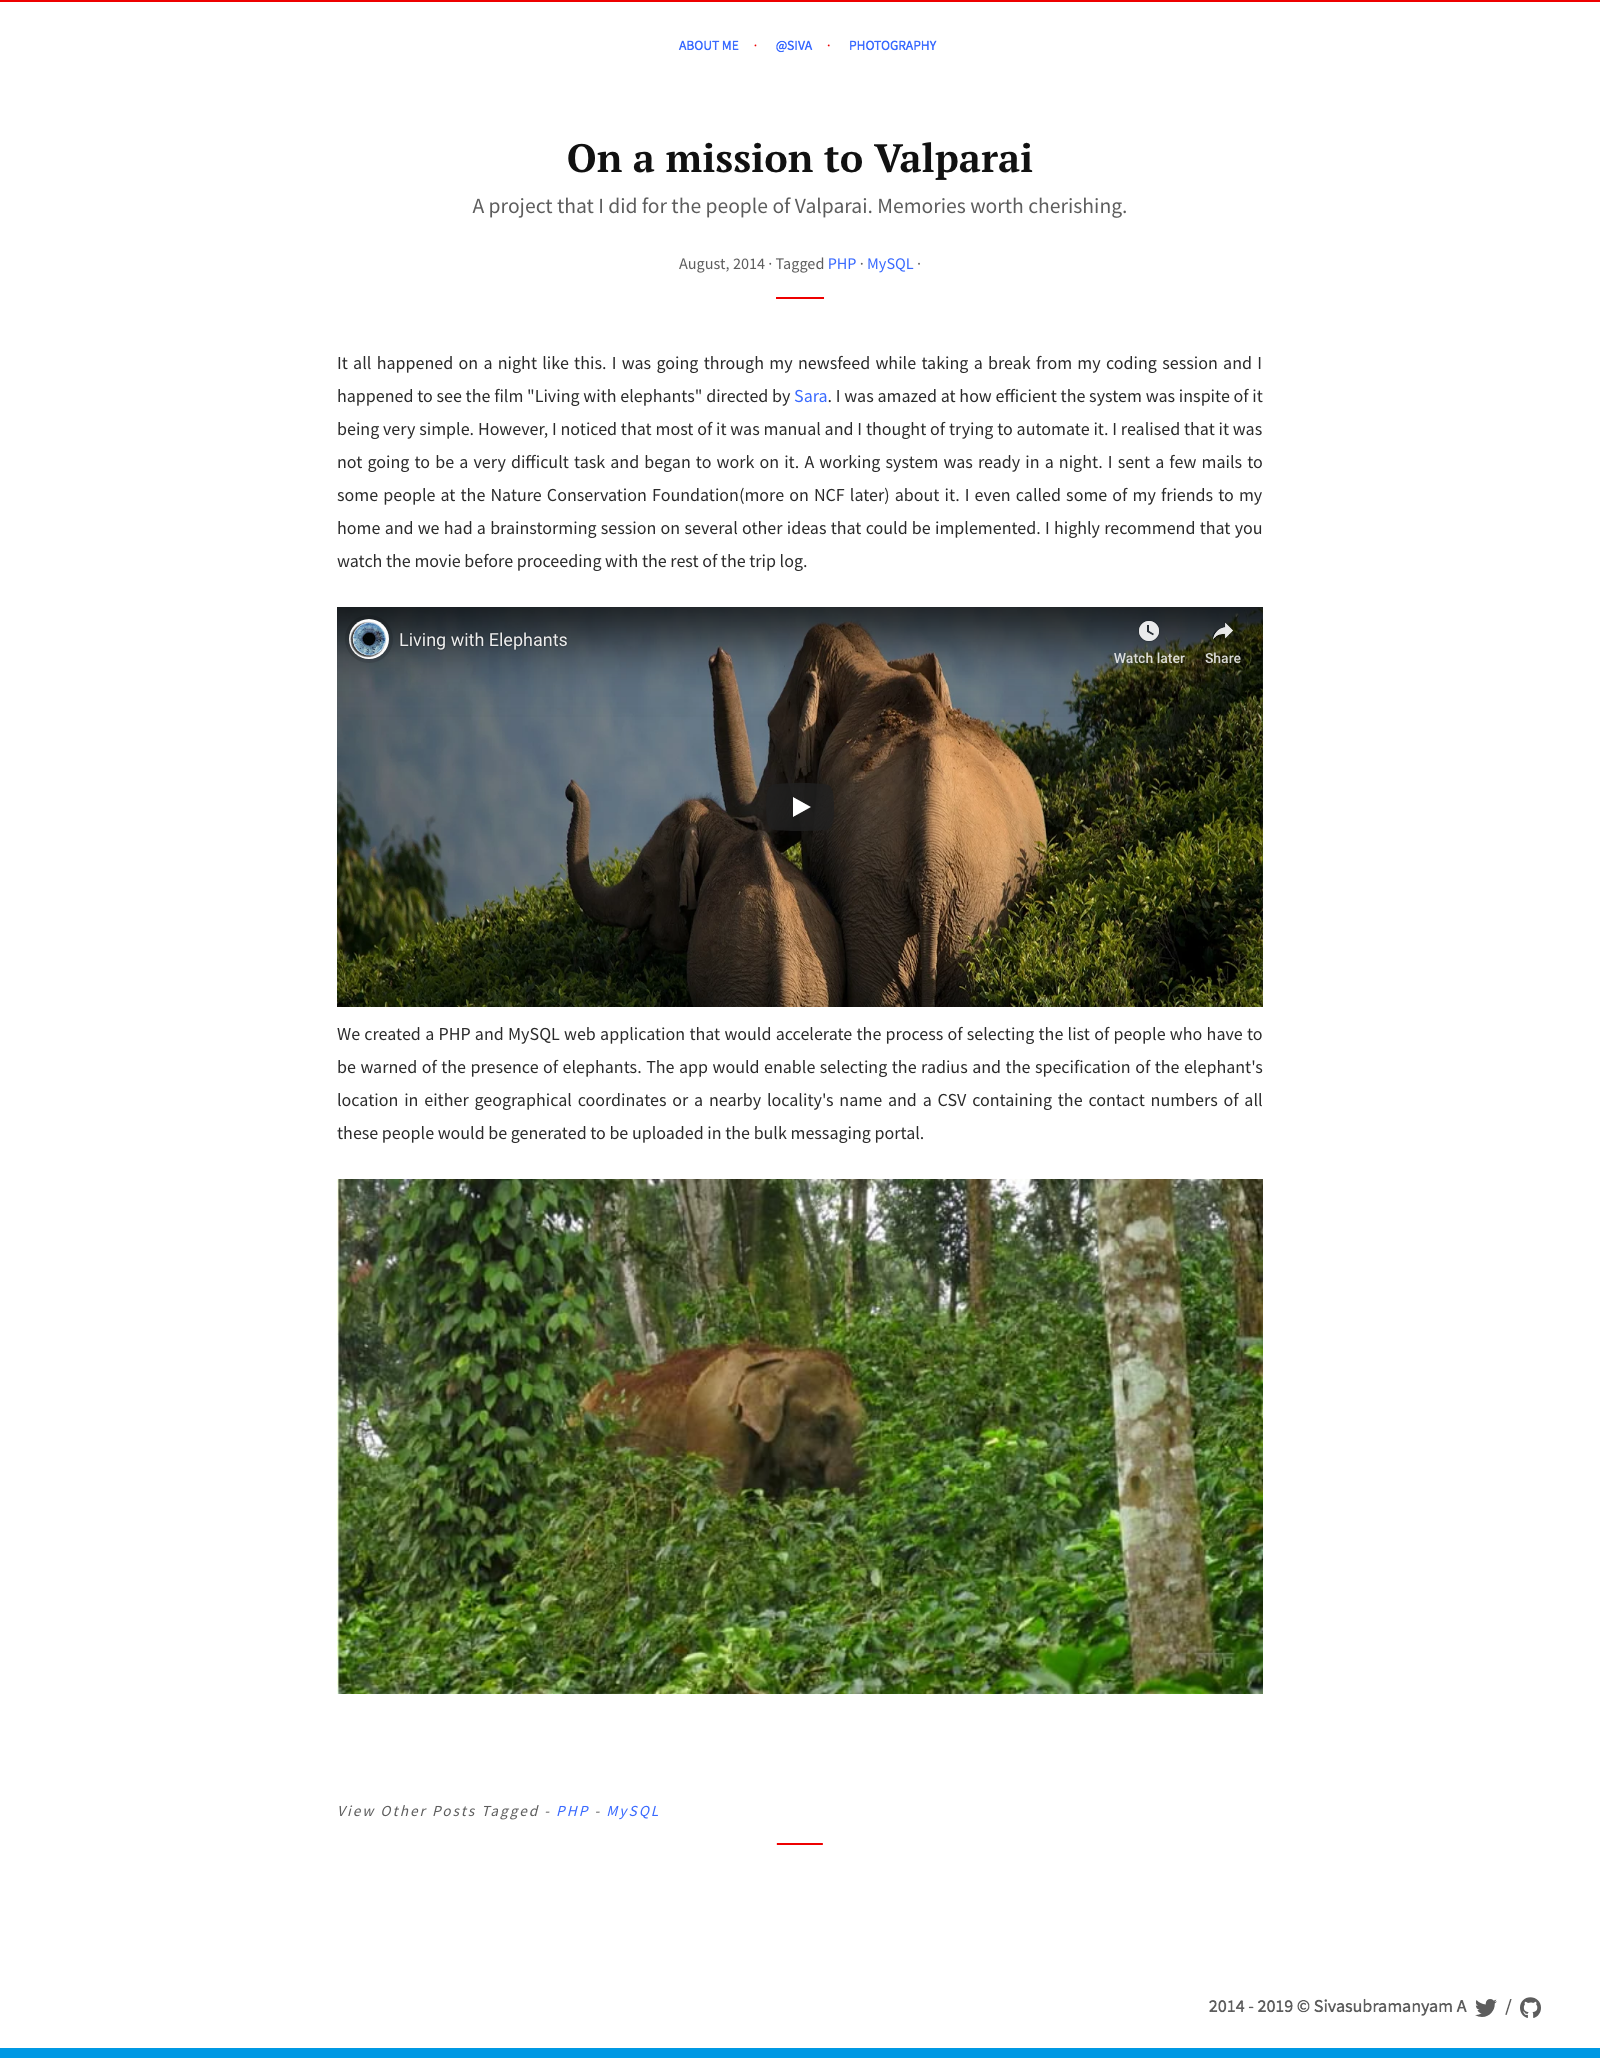 ABOUT ME · @SIVA · PHOTOGRAPHY
On a mission to Valparai
A project that I did for the people of Valparai. Memories worth cherishing.
August, 2014 · Tagged PHP · MySQL ·
It all happened on a night like this. I was going through my newsfeed while taking a break from my coding session and I
happened to see the film "Living with elephants" directed by Sara. I was amazed at how efficient the system was inspite of it
being very simple. However, I noticed that most of it was manual and I thought of trying to automate it. I realised that it was
not going to be a very difficult task and began to work on it. A working system was ready in a night. I sent a few mails to
some people at the Nature Conservation Foundation(more on NCF later) about it. I even called some of my friends to my
home and we had a brainstorming session on several other ideas that could be implemented. I highly recommend that you
watch the movie before proceeding with the rest of the trip log.
Living with Elephants
Watch later Share
We created a PHP and MySQL web application that would accelerate the process of selecting the list of people who have to
be warned of the presence of elephants. The app would enable selecting the radius and the specification of the elephant's
location in either geographical coordinates or a nearby locality's name and a CSV containing the contact numbers of all
these people would be generated to be uploaded in the bulk messaging portal.
siva
View Other Posts Tagged - PHP - MySQL
2014 - 2019 © Sivasubramanyam A /